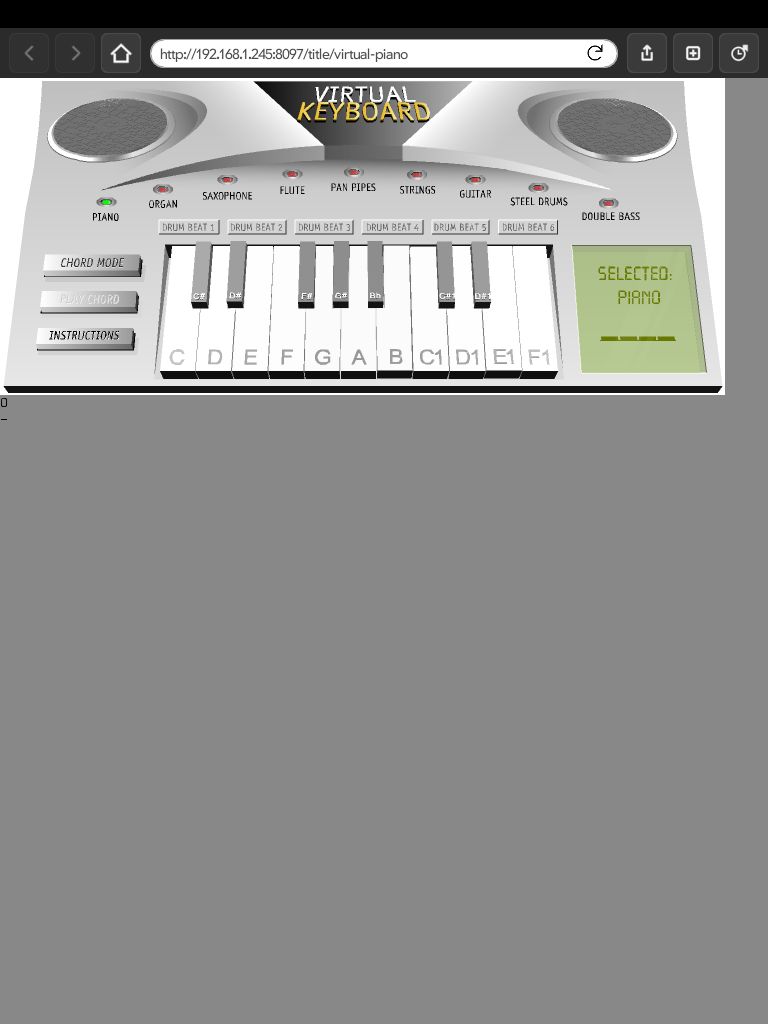 http://192.168.1.245:8097/title/virtual-piano
VIRTUAL
KEYBOARD
PIANO
ORGAN
SAXOPHONE
FLUTE
PAN PIPES
STRINGS
GUITAR
STEEL DRUMS
DOUBLE BASS
DRUM BEAT 1
DRUM BEAT 2
DRUM BEAT 3
DRUM BEAT 4
DRUM BEAT 5
DRUM BEAT 6
CHORD MODE
PLAY CHORD
INSTRUCTIONS
C# D# F# G# Bb C#1 D#1
C D E F G A B C1 D1 E1 F1
SELECTED:
PIANO
0
_